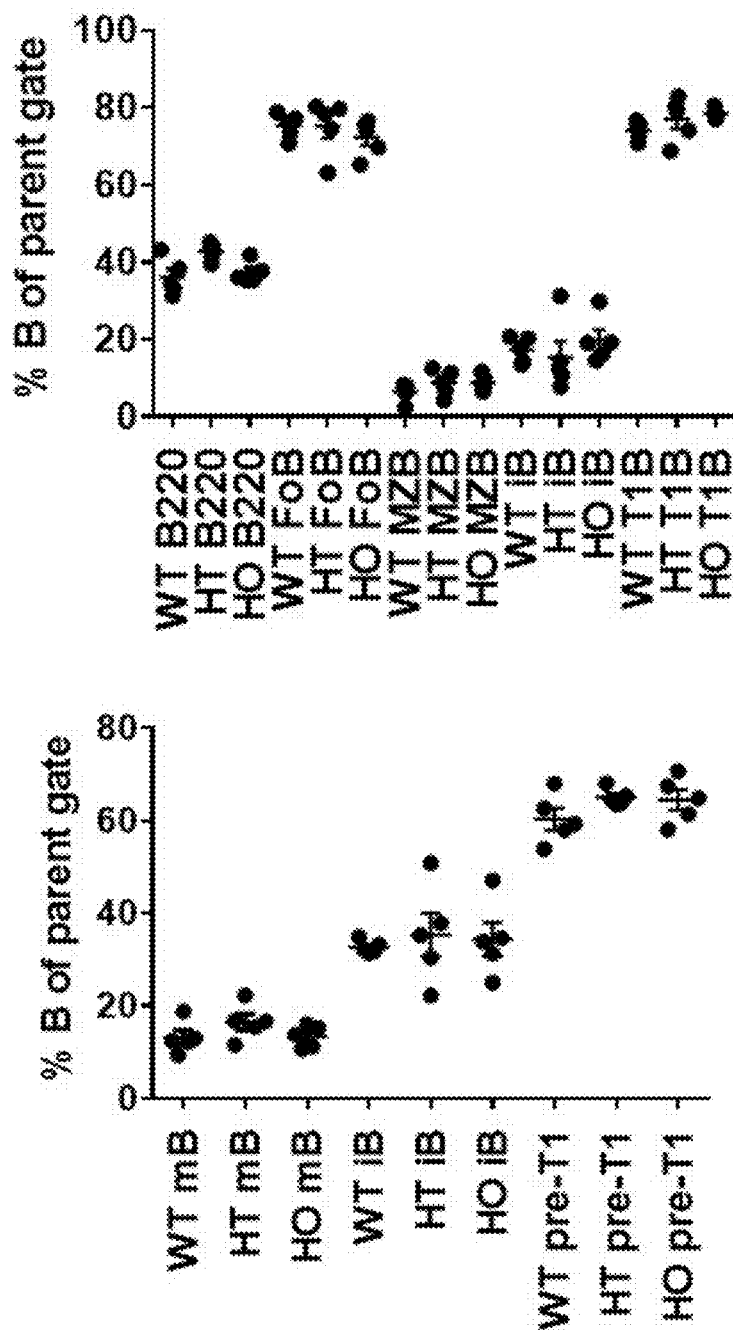 % B of parent gate
100
80
60
40
20
0
WT B220
HT B220
HO B220
WT FoB
HT FoB
HO FoB
WT MZB
HT MZB
HO MZB
WT iB
HT iB
HO iB
WT T1B
HT T1B
HO T1B
% B of parent gate
80
60
40
20
0
WT mB
HT mB
HO mB
WT iB
HT iB
HO iB
WT pre-T1
HT pre-T1
HO pre-T1